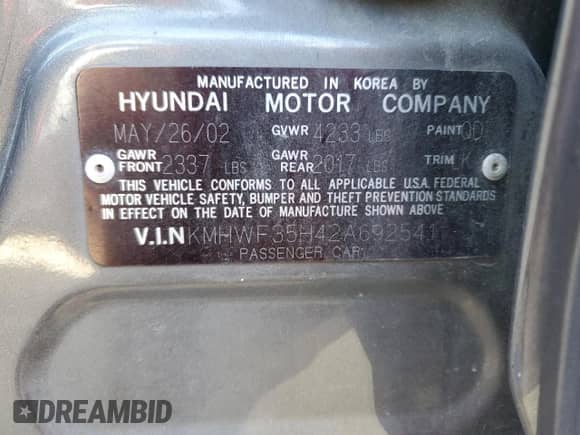 MANUFACTURED IN KOREA BY
HYUNDAI MOTOR COMPANY
MAY/26/02 GVWR 4233 LBS PAINT QD
GAWR FRONT 2337 LBS GAWR REAR 2017 LBS TRIM K
THIS VEHICLE CONFORMS TO ALL APPLICABLE U.S.A. FEDERAL
MOTOR VEHICLE SAFETY, BUMPER AND THEFT PREVENTION STANDARDS
IN EFFECT ON THE DATE OF MANUFACTURE SHOWN ABOVE
V.I.N KMHWF35H42A692541
PASSENGER CAR
DREAMBID